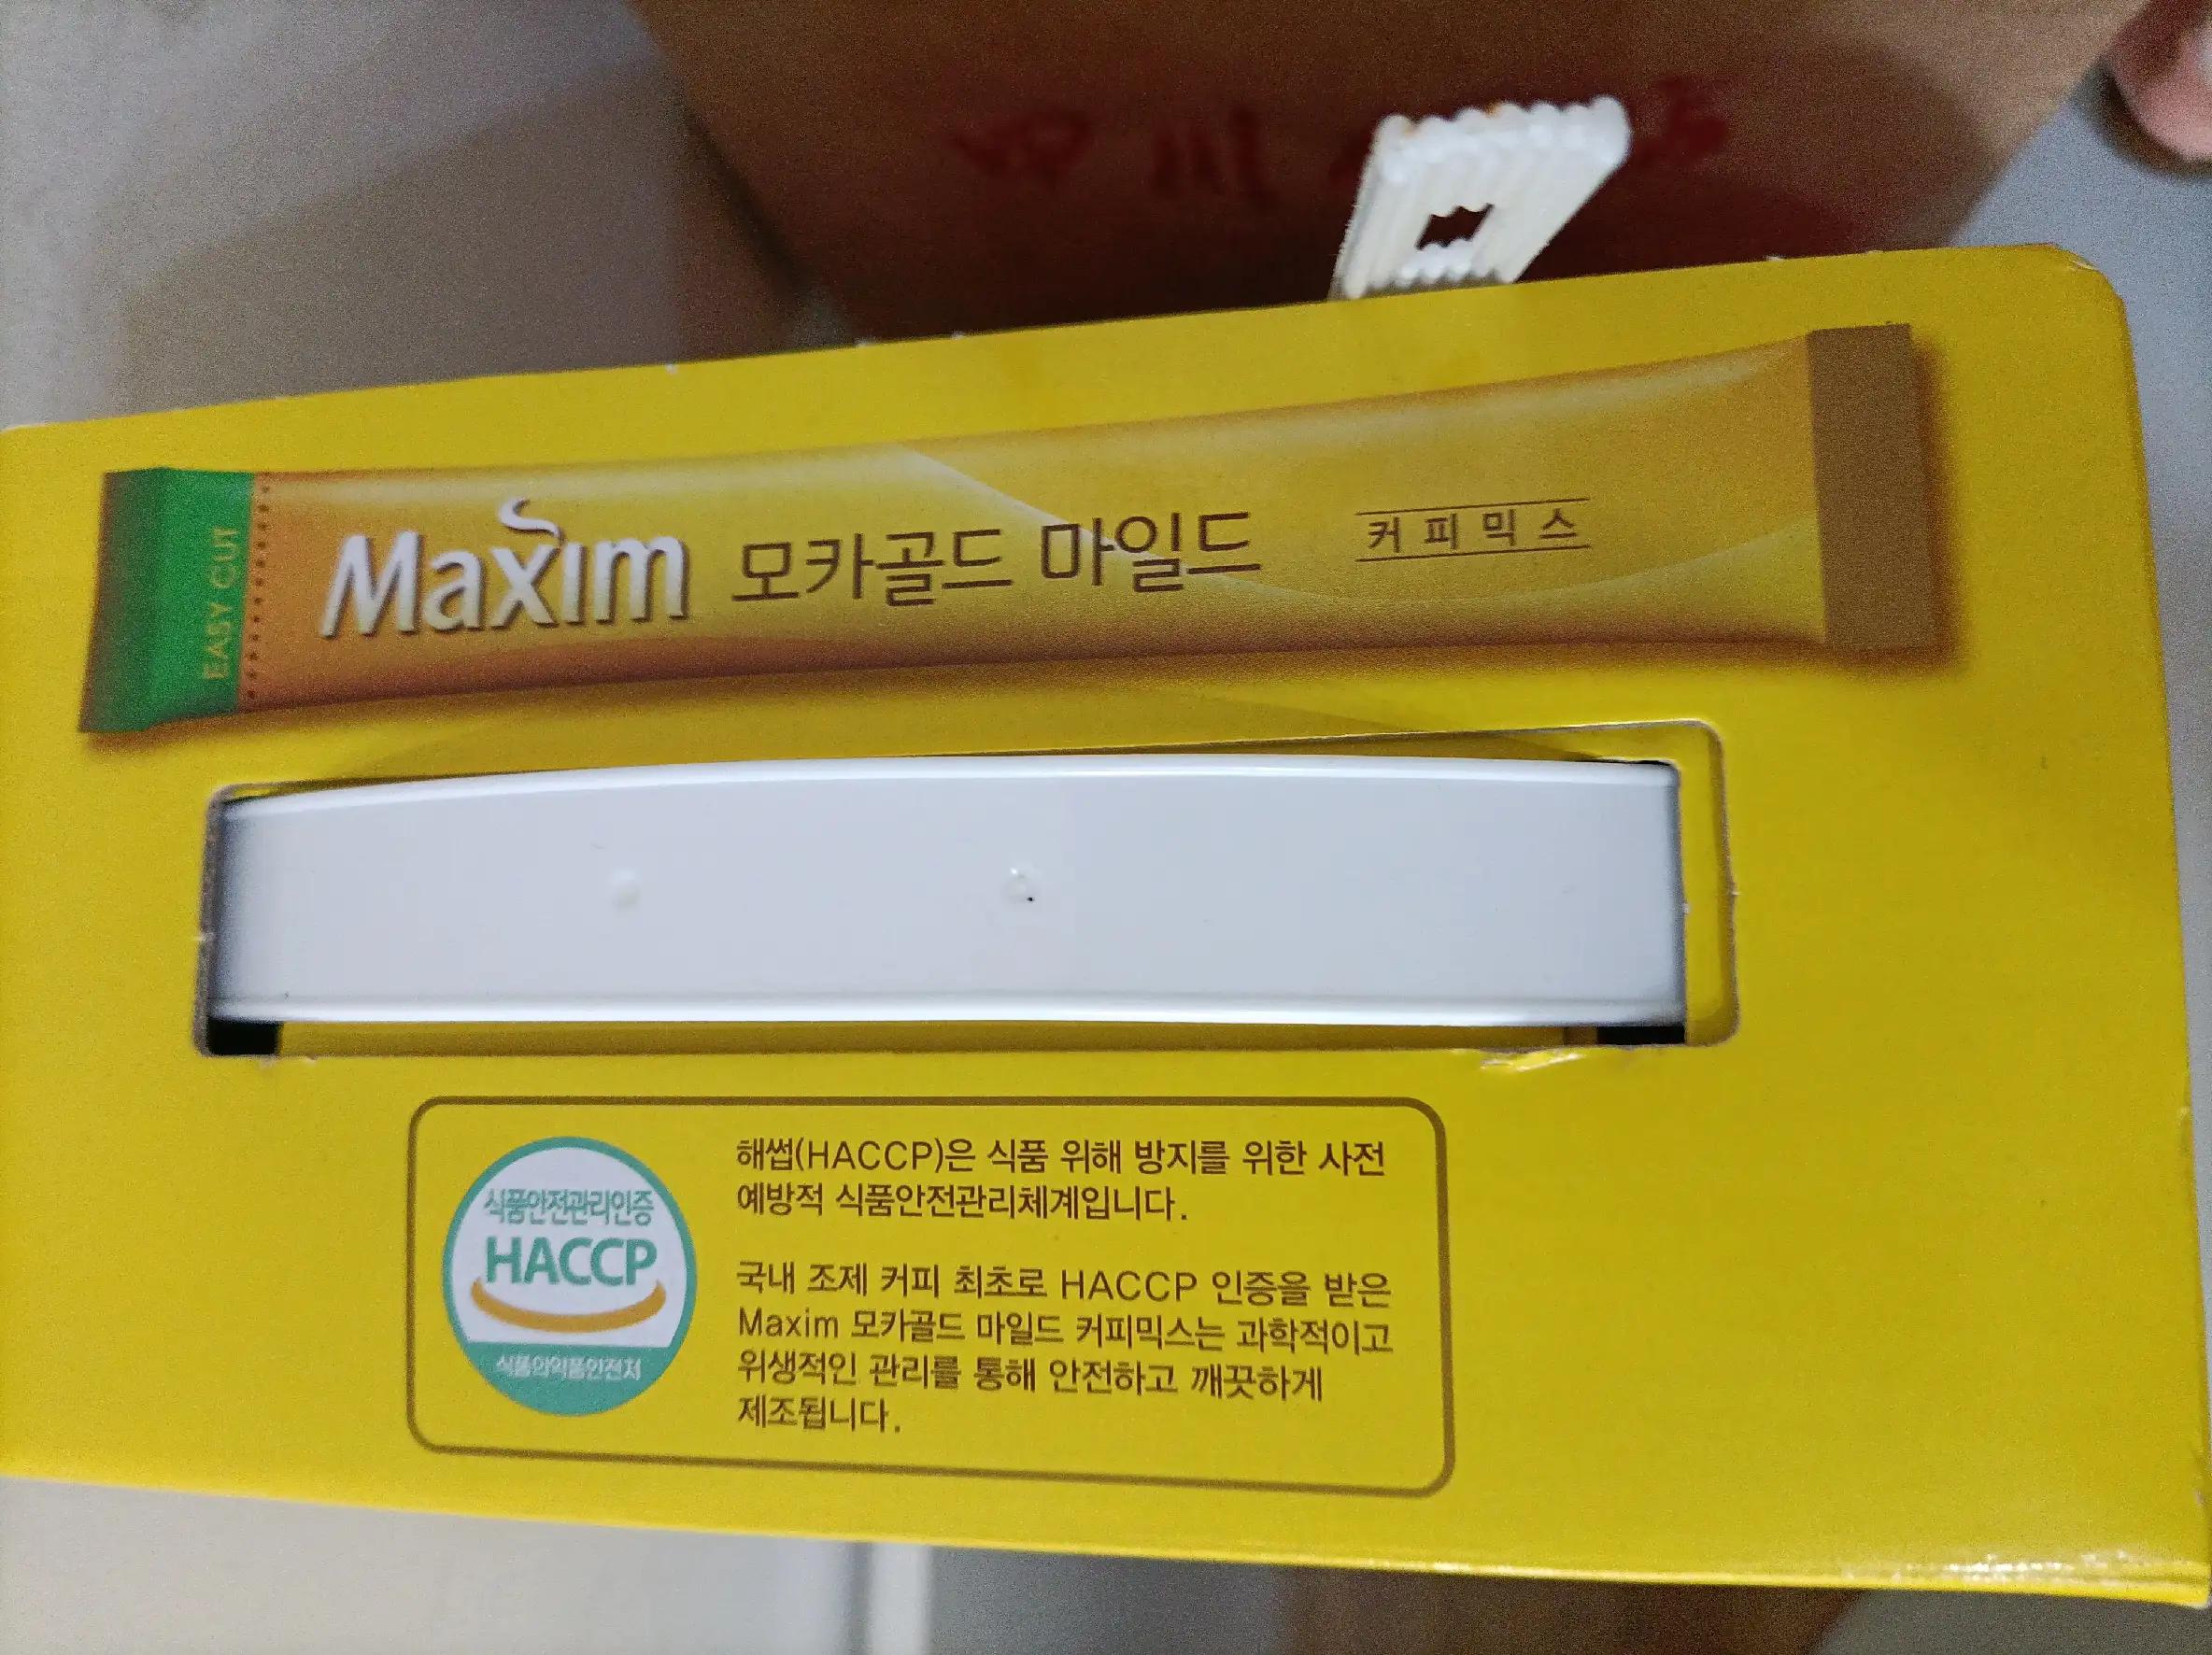 EASY CUT
Maxim 모카골드 마일드 커피믹스
식품안전관리인증
HACCP
식품의약품안전처
해썹(HACCP)은 식품 위해 방지를 위한 사전
예방적 식품안전관리체계입니다.
국내 조제 커피 최초로 HACCP 인증을 받은
Maxim 모카골드 마일드 커피믹스는 과학적이고
위생적인 관리를 통해 안전하고 깨끗하게
제조됩니다.